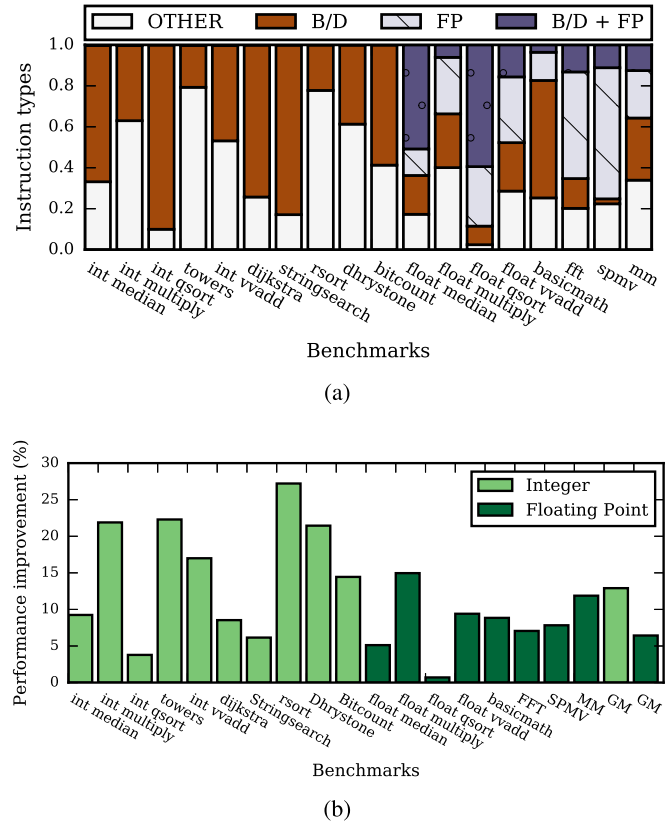 OTHER B/D FP B/D + FP
Instruction types
1.0
0.8
0.6
0.4
0.2
0.0
int median
int multiply
int qsort
towers
int vvadd
dijkstra
stringsearch
rsort
dhrystone
bitcount
float median
float multiply
float qsort
float vvadd
basicmath
fft
spmv
mm
Benchmarks
(a)
Performance improvement (%)
30
25
20
15
10
5
0
Integer
Floating Point
int median
int multiply
int qsort
towers
int vvadd
dijkstra
Stringsearch
rsort
Dhrystone
Bitcount
float median
float multiply
float qsort
float vvadd
basicmath
FFT
SPMV
MM
GM
GM
Benchmarks
(b)